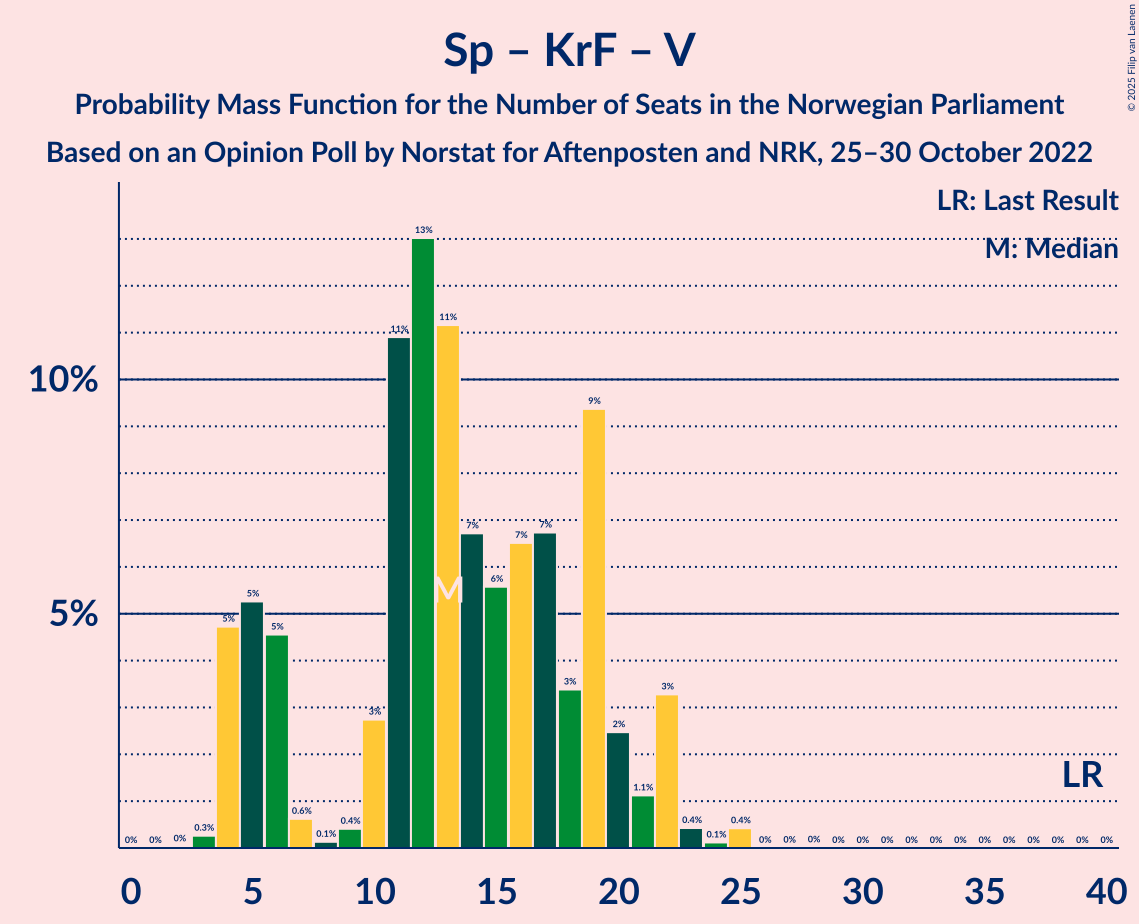 Sp – KrF – V
Probability Mass Function for the Number of Seats in the Norwegian Parliament
Based on an Opinion Poll by Norstat for Aftenposten and NRK, 25–30 October 2022
© 2025 Filip van Laenen
LR: Last Result
M: Median
10%
5%
0% 0% 0% 0.3% 5% 5% 5% 0.6% 0.1% 0.4% 3% 11% 13% 11% 7% 6% 7% 7% 3% 9% 2% 1.1% 3% 0.4% 0.1% 0.4% 0% 0% 0% 0% 0% 0% 0% 0% 0% 0% 0% 0% 0% 0% 0%
M
LR
0 5 10 15 20 25 30 35 40